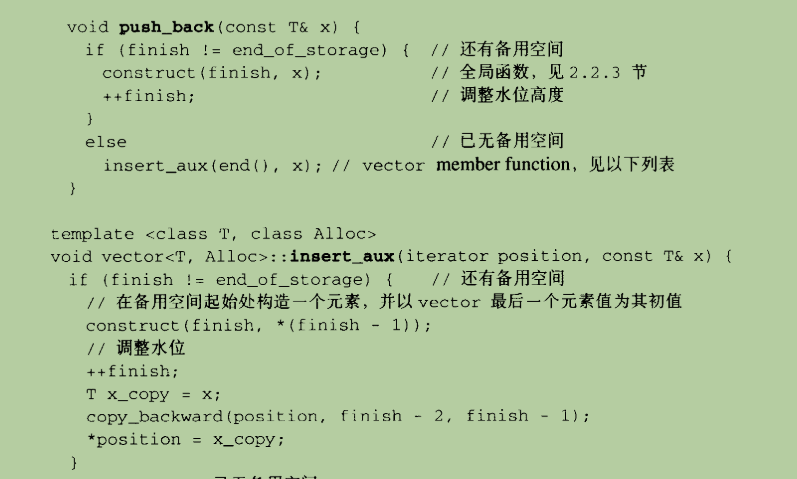 void push_back(const T& x) {
if (finish != end_of_storage) { // 还有备用空间
construct(finish, x); // 全局函数，见 2.2.3 节
++finish; // 调整水位高度
}
else // 已无备用空间
insert_aux(end(), x); // vector member function，见以下列表
}
template <class T, class Alloc>
void vector<T, Alloc>::insert_aux(iterator position, const T& x) {
if (finish != end_of_storage) { // 还有备用空间
// 在备用空间起始处构造一个元素，并以 vector 最后一个元素值为其初值
construct(finish, *(finish - 1));
// 调整水位
++finish;
T x_copy = x;
copy_backward(position, finish - 2, finish - 1);
*position = x_copy;
}